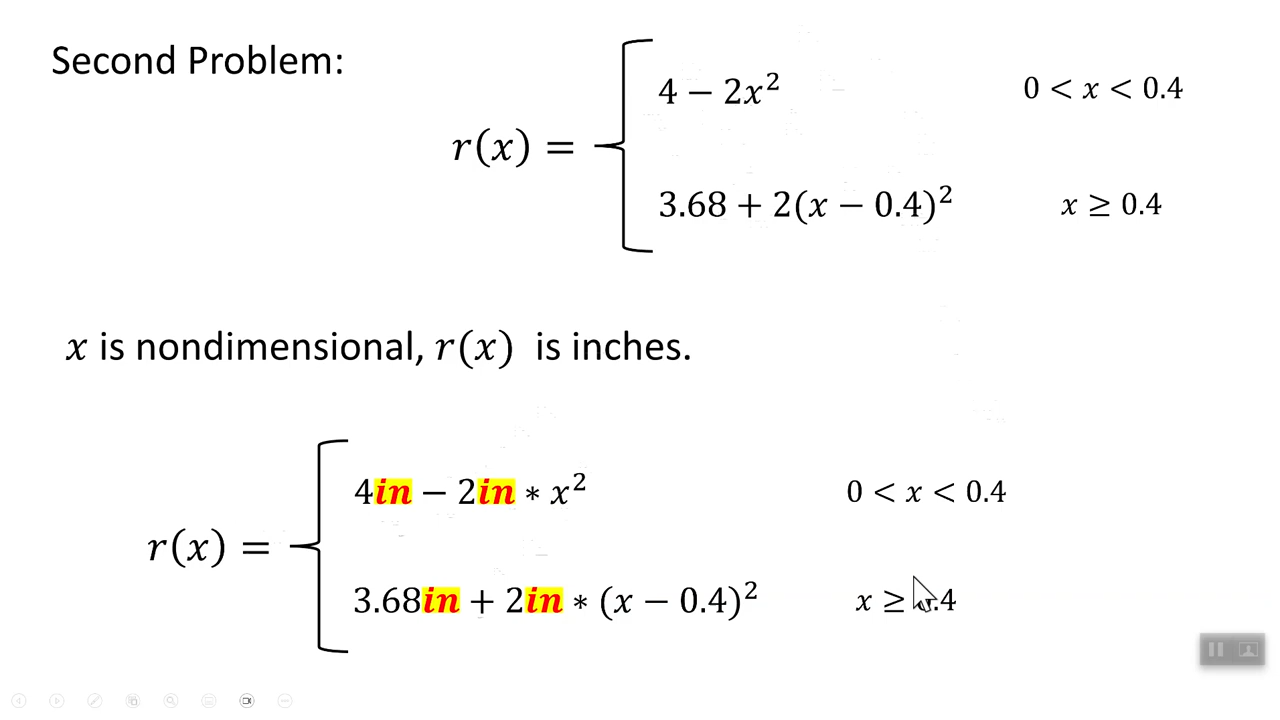 Second Problem:
4 − 2𝑥² 0 < 𝑥 < 0.4
𝑟(𝑥) =
3.68 + 2(𝑥 − 0.4)² 𝑥 ≥ 0.4
𝑥 is nondimensional, 𝑟(𝑥) is inches.
4in − 2in ∗ 𝑥² 0 < 𝑥 < 0.4
𝑟(𝑥) =
3.68in + 2in ∗ (𝑥 − 0.4)² 𝑥 ≥ .4